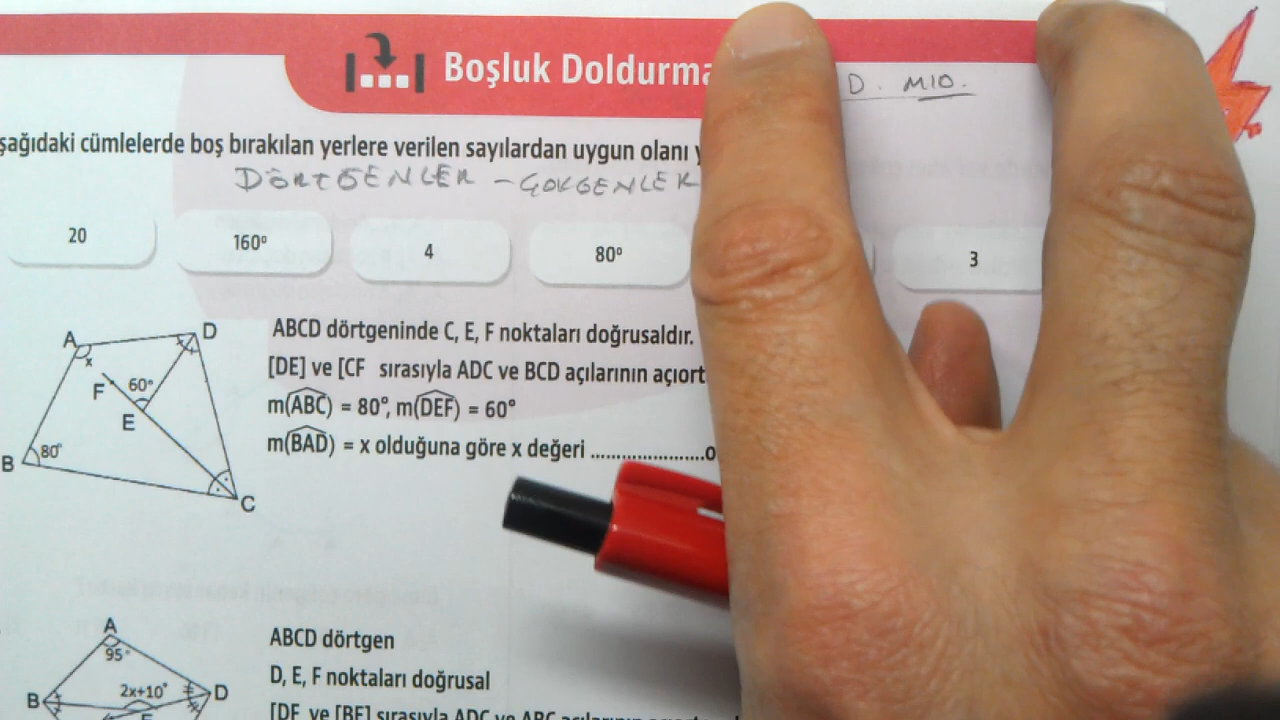 Boşluk Doldurma
D. M10.
şağıdaki cümlelerde boş bırakılan yerlere verilen sayılardan uygun olanı
DÖRTGENLER - ÇOKGENLER
20 160° 4 80° 3
ABCD dörtgeninde C, E, F noktaları doğrusaldır.
[DE] ve [CF sırasıyla ADC ve BCD açılarının açıort
m(ABC) = 80°, m(DEF) = 60°
m(BAD) = x olduğuna göre x değeri .....................o
A D
x
F 60°
E
B 80°
C
ABCD dörtgen
D, E, F noktaları doğrusal
[DF ve [BE] sırasıyla ADC ve ABC açılarının açıorta
A
95°
B 2x+10° D
E